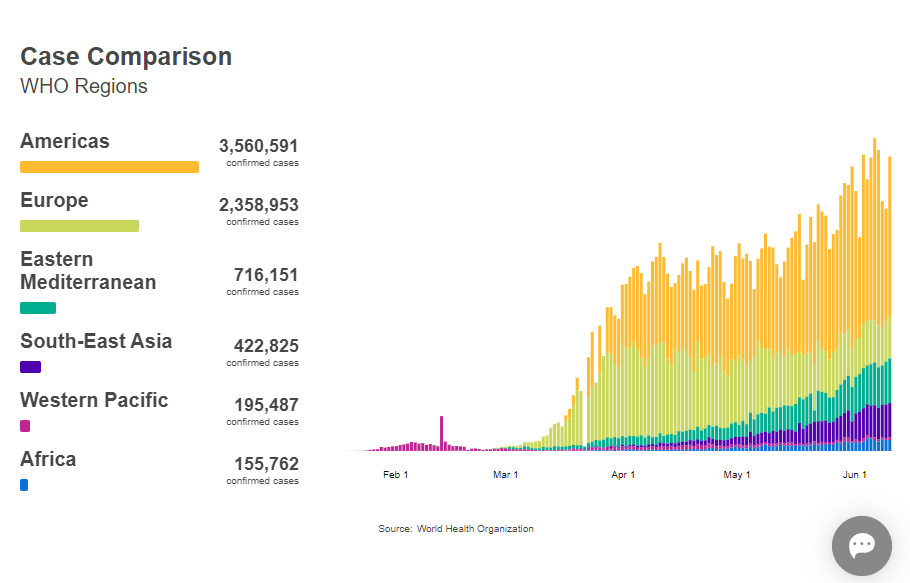 Case Comparison
WHO Regions
Americas
3,560,591
confirmed cases
Europe
2,358,953
confirmed cases
Eastern
Mediterranean
716,151
confirmed cases
South-East Asia
422,825
confirmed cases
Western Pacific
195,487
confirmed cases
Africa
155,762
confirmed cases
Feb 1 Mar 1 Apr 1 May 1 Jun 1
Source: World Health Organization